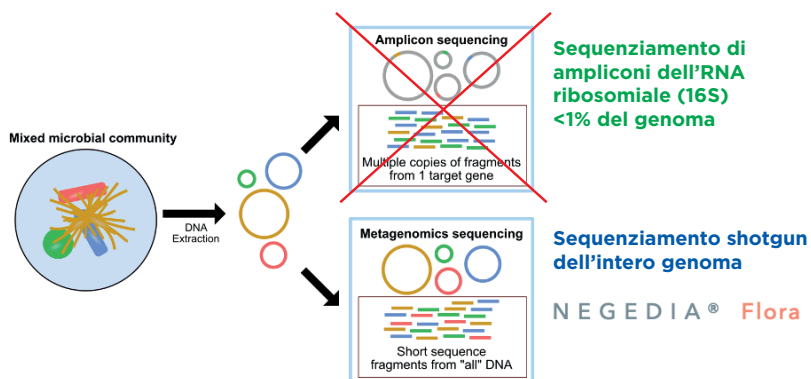 Mixed microbial community
DNA
Extraction
Amplicon sequencing
Multiple copies of fragments
from 1 target gene
Sequenziamento di
ampliconi dell'RNA
ribosomiale (16S)
<1% del genoma
Metagenomics sequencing
Short sequence
fragments from "all" DNA
Sequenziamento shotgun
dell'intero genoma
NEGEDIA® Flora